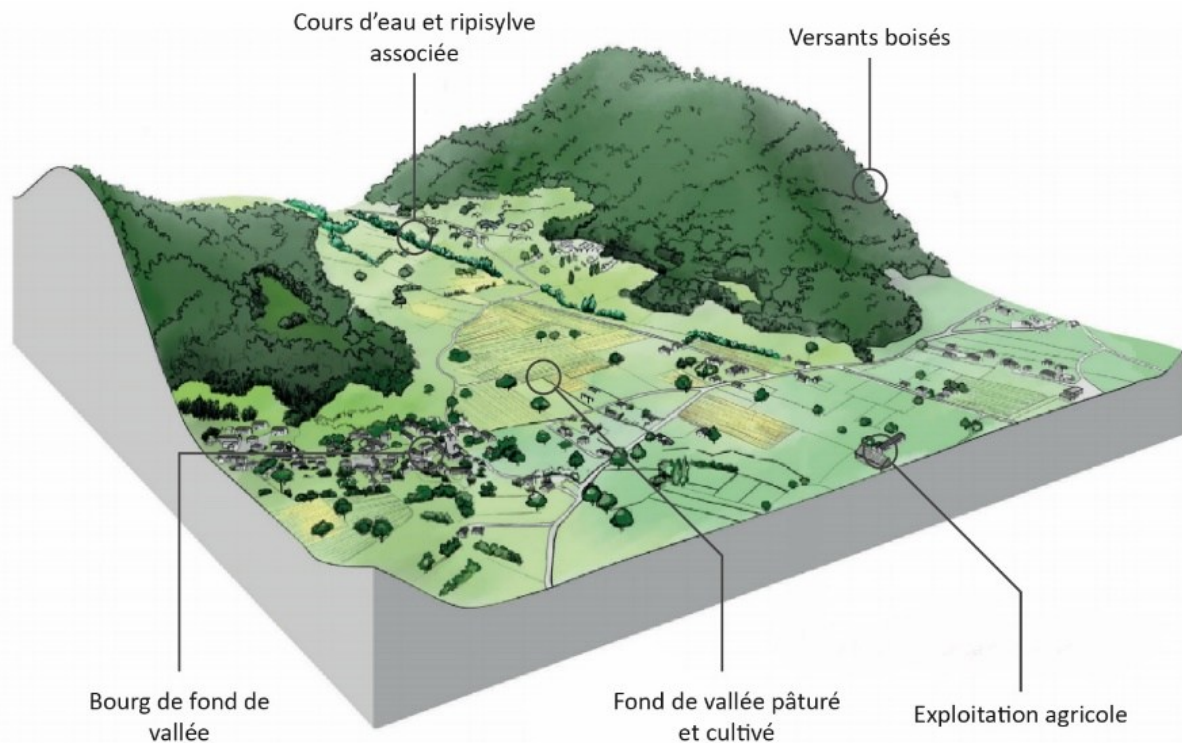 Cours d’eau et ripisylve
associée
Versants boisés
Bourg de fond de
vallée
Fond de vallée pâturé
et cultivé
Exploitation agricole